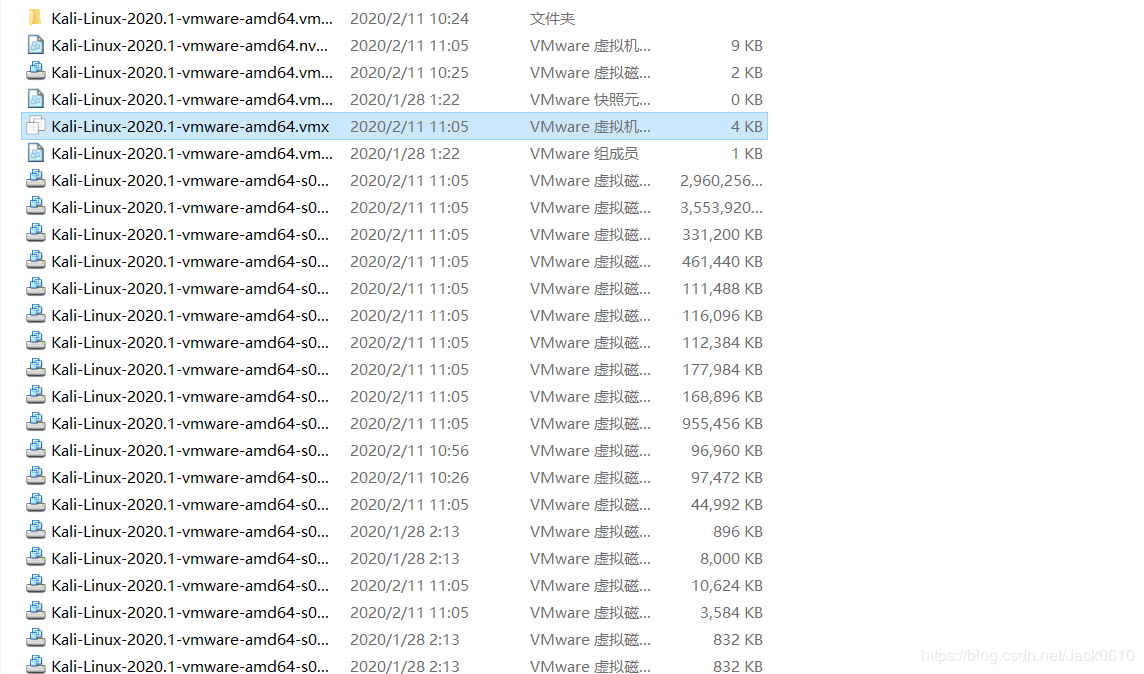 Kali-Linux-2020.1-vmware-amd64.vm... 2020/2/11 10:24 文件夹
Kali-Linux-2020.1-vmware-amd64.nv... 2020/2/11 11:05 VMware 虚拟机... 9 KB
Kali-Linux-2020.1-vmware-amd64.vm... 2020/2/11 10:25 VMware 虚拟磁... 2 KB
Kali-Linux-2020.1-vmware-amd64.vm... 2020/1/28 1:22 VMware 快照元... 0 KB
Kali-Linux-2020.1-vmware-amd64.vmx 2020/2/11 11:05 VMware 虚拟机... 4 KB
Kali-Linux-2020.1-vmware-amd64.vm... 2020/1/28 1:22 VMware 组成员 1 KB
Kali-Linux-2020.1-vmware-amd64-s0... 2020/2/11 11:05 VMware 虚拟磁... 2,960,256...
Kali-Linux-2020.1-vmware-amd64-s0... 2020/2/11 11:05 VMware 虚拟磁... 3,553,920...
Kali-Linux-2020.1-vmware-amd64-s0... 2020/2/11 11:05 VMware 虚拟磁... 331,200 KB
Kali-Linux-2020.1-vmware-amd64-s0... 2020/2/11 11:05 VMware 虚拟磁... 461,440 KB
Kali-Linux-2020.1-vmware-amd64-s0... 2020/2/11 11:05 VMware 虚拟磁... 111,488 KB
Kali-Linux-2020.1-vmware-amd64-s0... 2020/2/11 11:05 VMware 虚拟磁... 116,096 KB
Kali-Linux-2020.1-vmware-amd64-s0... 2020/2/11 11:05 VMware 虚拟磁... 112,384 KB
Kali-Linux-2020.1-vmware-amd64-s0... 2020/2/11 11:05 VMware 虚拟磁... 177,984 KB
Kali-Linux-2020.1-vmware-amd64-s0... 2020/2/11 11:05 VMware 虚拟磁... 168,896 KB
Kali-Linux-2020.1-vmware-amd64-s0... 2020/2/11 11:05 VMware 虚拟磁... 955,456 KB
Kali-Linux-2020.1-vmware-amd64-s0... 2020/2/11 10:56 VMware 虚拟磁... 96,960 KB
Kali-Linux-2020.1-vmware-amd64-s0... 2020/2/11 10:26 VMware 虚拟磁... 97,472 KB
Kali-Linux-2020.1-vmware-amd64-s0... 2020/2/11 11:05 VMware 虚拟磁... 44,992 KB
Kali-Linux-2020.1-vmware-amd64-s0... 2020/1/28 2:13 VMware 虚拟磁... 896 KB
Kali-Linux-2020.1-vmware-amd64-s0... 2020/1/28 2:13 VMware 虚拟磁... 8,000 KB
Kali-Linux-2020.1-vmware-amd64-s0... 2020/2/11 11:05 VMware 虚拟磁... 10,624 KB
Kali-Linux-2020.1-vmware-amd64-s0... 2020/2/11 11:05 VMware 虚拟磁... 3,584 KB
Kali-Linux-2020.1-vmware-amd64-s0... 2020/1/28 2:13 VMware 虚拟磁... 832 KB
Kali-Linux-2020.1-vmware-amd64-s0... 2020/1/28 2:13 VMware 虚拟磁... 832 KB
https://blog.csdn.net/Jack0610